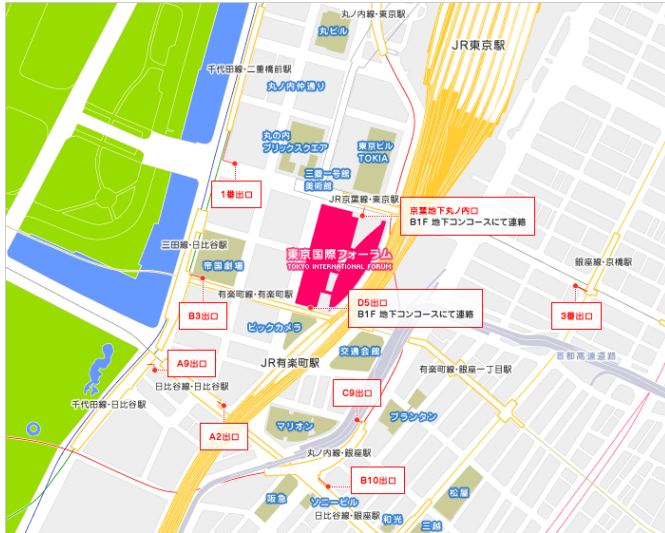 丸ノ内線・東京駅
丸ビル
JR東京駅
千代田線・二重橋前駅
丸ノ内仲通り
丸の内
ブリックスクエア
東京ビル
TOKIA
三菱一号館
美術館
1番出口
JR京葉線・東京駅
京葉地下丸ノ内口
B1F 地下コンコースにて連絡
三田線・日比谷駅
東京国際フォーラム
TOKYO INTERNATIONAL FORUM
帝国劇場
銀座線・京橋駅
有楽町線・有楽町駅
D5出口
B1F 地下コンコースにて連絡
B3出口
3番出口
ビックカメラ
交通会館
首都高速道路
A9出口
JR有楽町駅
有楽町線・銀座一丁目駅
日比谷線・日比谷駅
C9出口
千代田線・日比谷駅
A2出口
プランタン
マリオン
丸ノ内線・銀座駅
B10出口
阪急
ソニービル
松屋
日比谷線・銀座駅
和光
三越